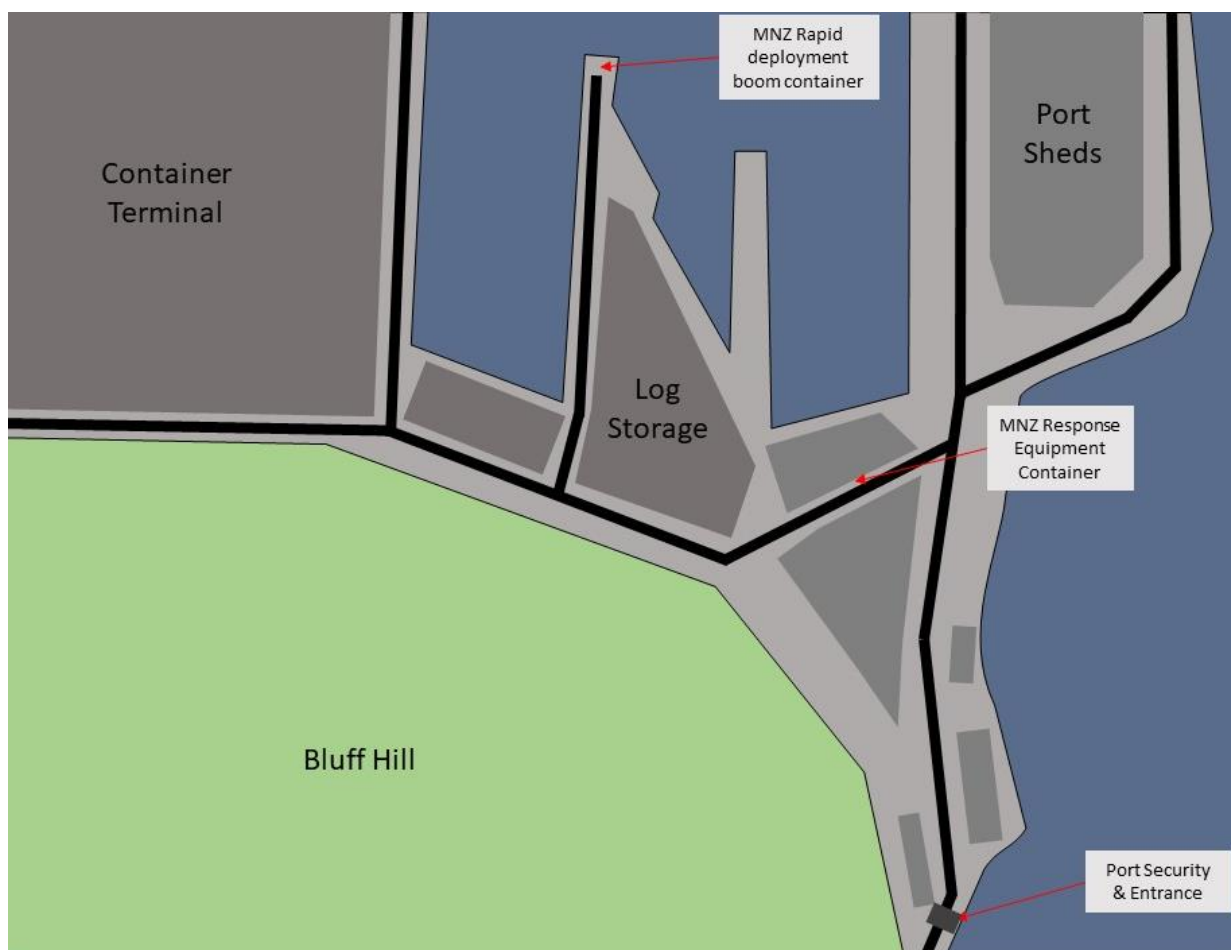 MNZ Rapid
deployment
boom container
Port
Sheds
Container
Terminal
Log
Storage
MNZ Response
Equipment
Container
Bluff Hill
Port Security
& Entrance